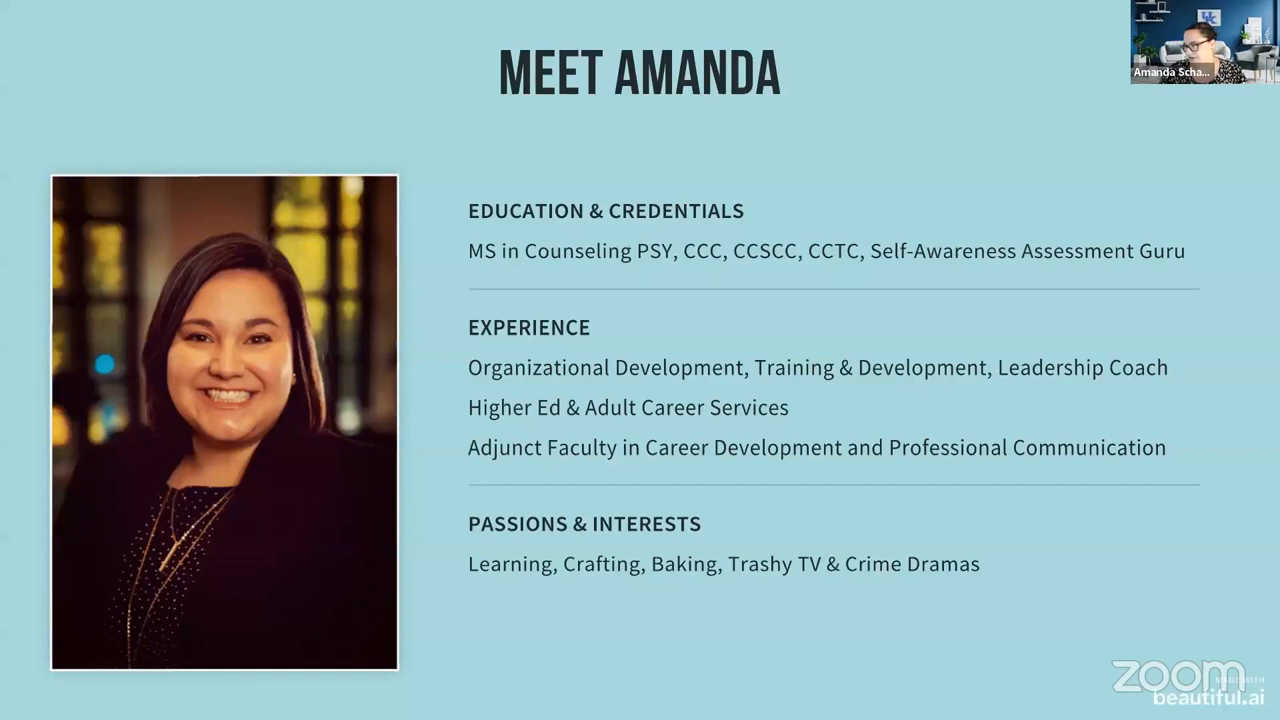 MEET AMANDA
Amanda Scha...
EDUCATION & CREDENTIALS
MS in Counseling PSY, CCC, CCSCC, CCTC, Self-Awareness Assessment Guru
EXPERIENCE
Organizational Development, Training & Development, Leadership Coach
Higher Ed & Adult Career Services
Adjunct Faculty in Career Development and Professional Communication
PASSIONS & INTERESTS
Learning, Crafting, Baking, Trashy TV & Crime Dramas
zoom
MADE WITH
beautiful.ai